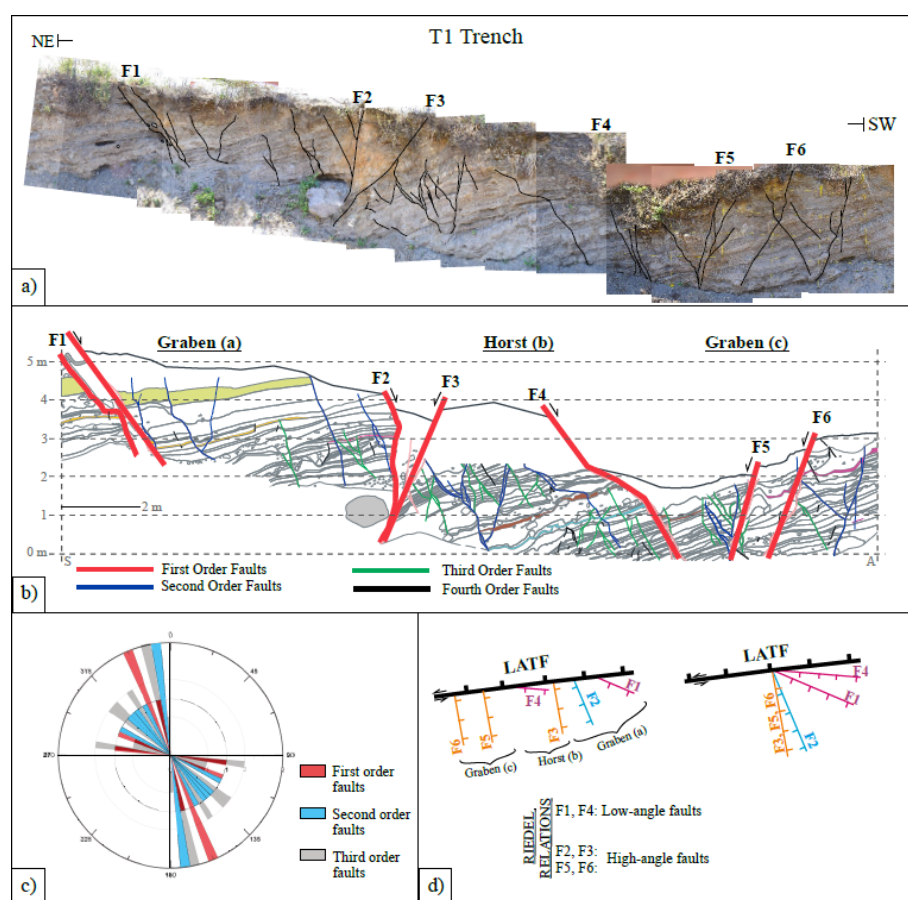 T1 Trench
NE
F1
F2
F3
F4
SW
F5
F6
a)
F1
Graben (a)
Horst (b)
Graben (c)
5 m
F2
F3
F4
4
F6
3
F5
2
2 m
1
0 m
S
A
First Order Faults
Third Order Faults
Second Order Faults
Fourth Order Faults
b)
0
315
45
270
90
First order
faults
Second order
faults
Third order
faults
225
135
180
c)
LATF
LATF
F1
F4
F2
F3
F5
F6
Graben (a)
Horst (b)
Graben (c)
F4
F1
F2
F3, F5, F6
RIEDEL
RELATIONS
F1, F4: Low-angle faults
F2, F3:
F5, F6:
High-angle faults
d)